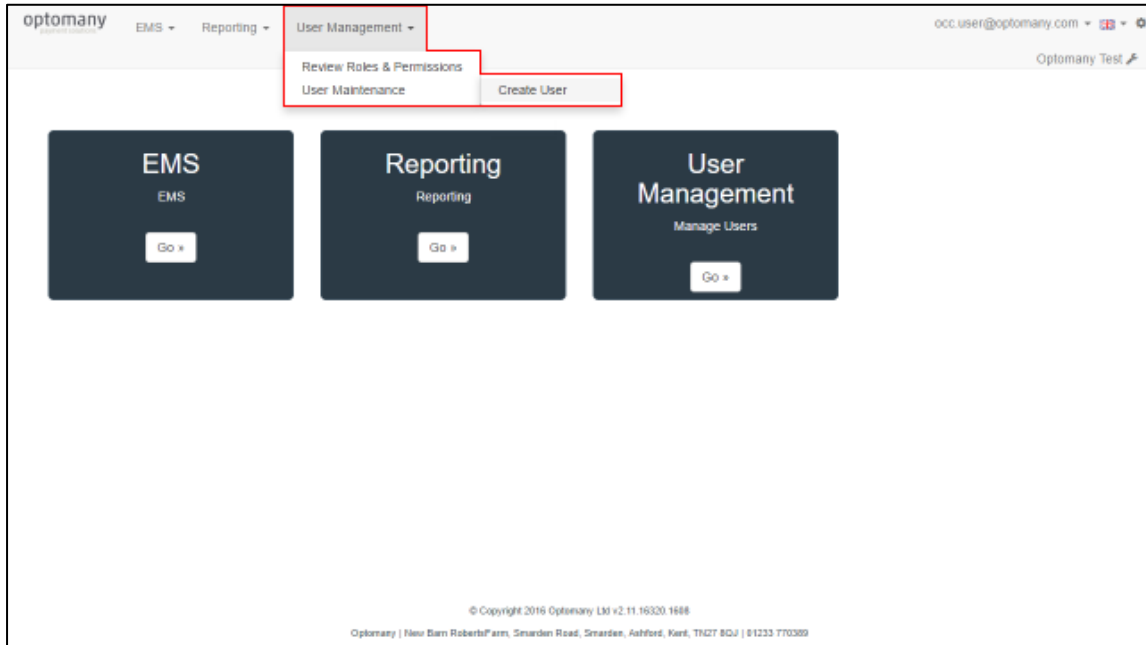 optomany
payment solutions
EMS
Reporting
User Management
occ.user@optomany.com
Optomany Test
Review Roles & Permissions
User Maintenance
Create User
EMS
EMS
Go »
Reporting
Reporting
Go »
User
Management
Manage Users
Go »
© Copyright 2016 Optomany Ltd v2.11.16320.1608
Optomany | New Barn RobertsFarm, Smarden Road, Smarden, Ashford, Kent, TN27 8QJ | 01233 770389